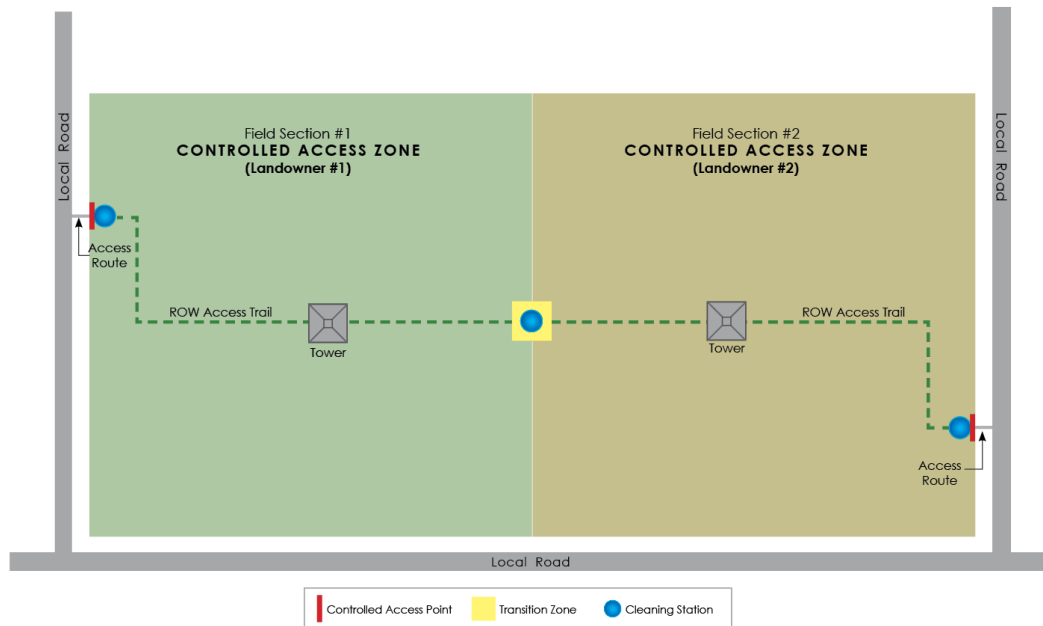 Field Section #1
CONTROLLED ACCESS ZONE
(Landowner #1)
Field Section #2
CONTROLLED ACCESS ZONE
(Landowner #2)
Local Road
Local Road
Access
Route
ROW Access Trail
Tower
ROW Access Trail
Tower
Access
Route
Local Road
Controlled Access Point
Transition Zone
Cleaning Station